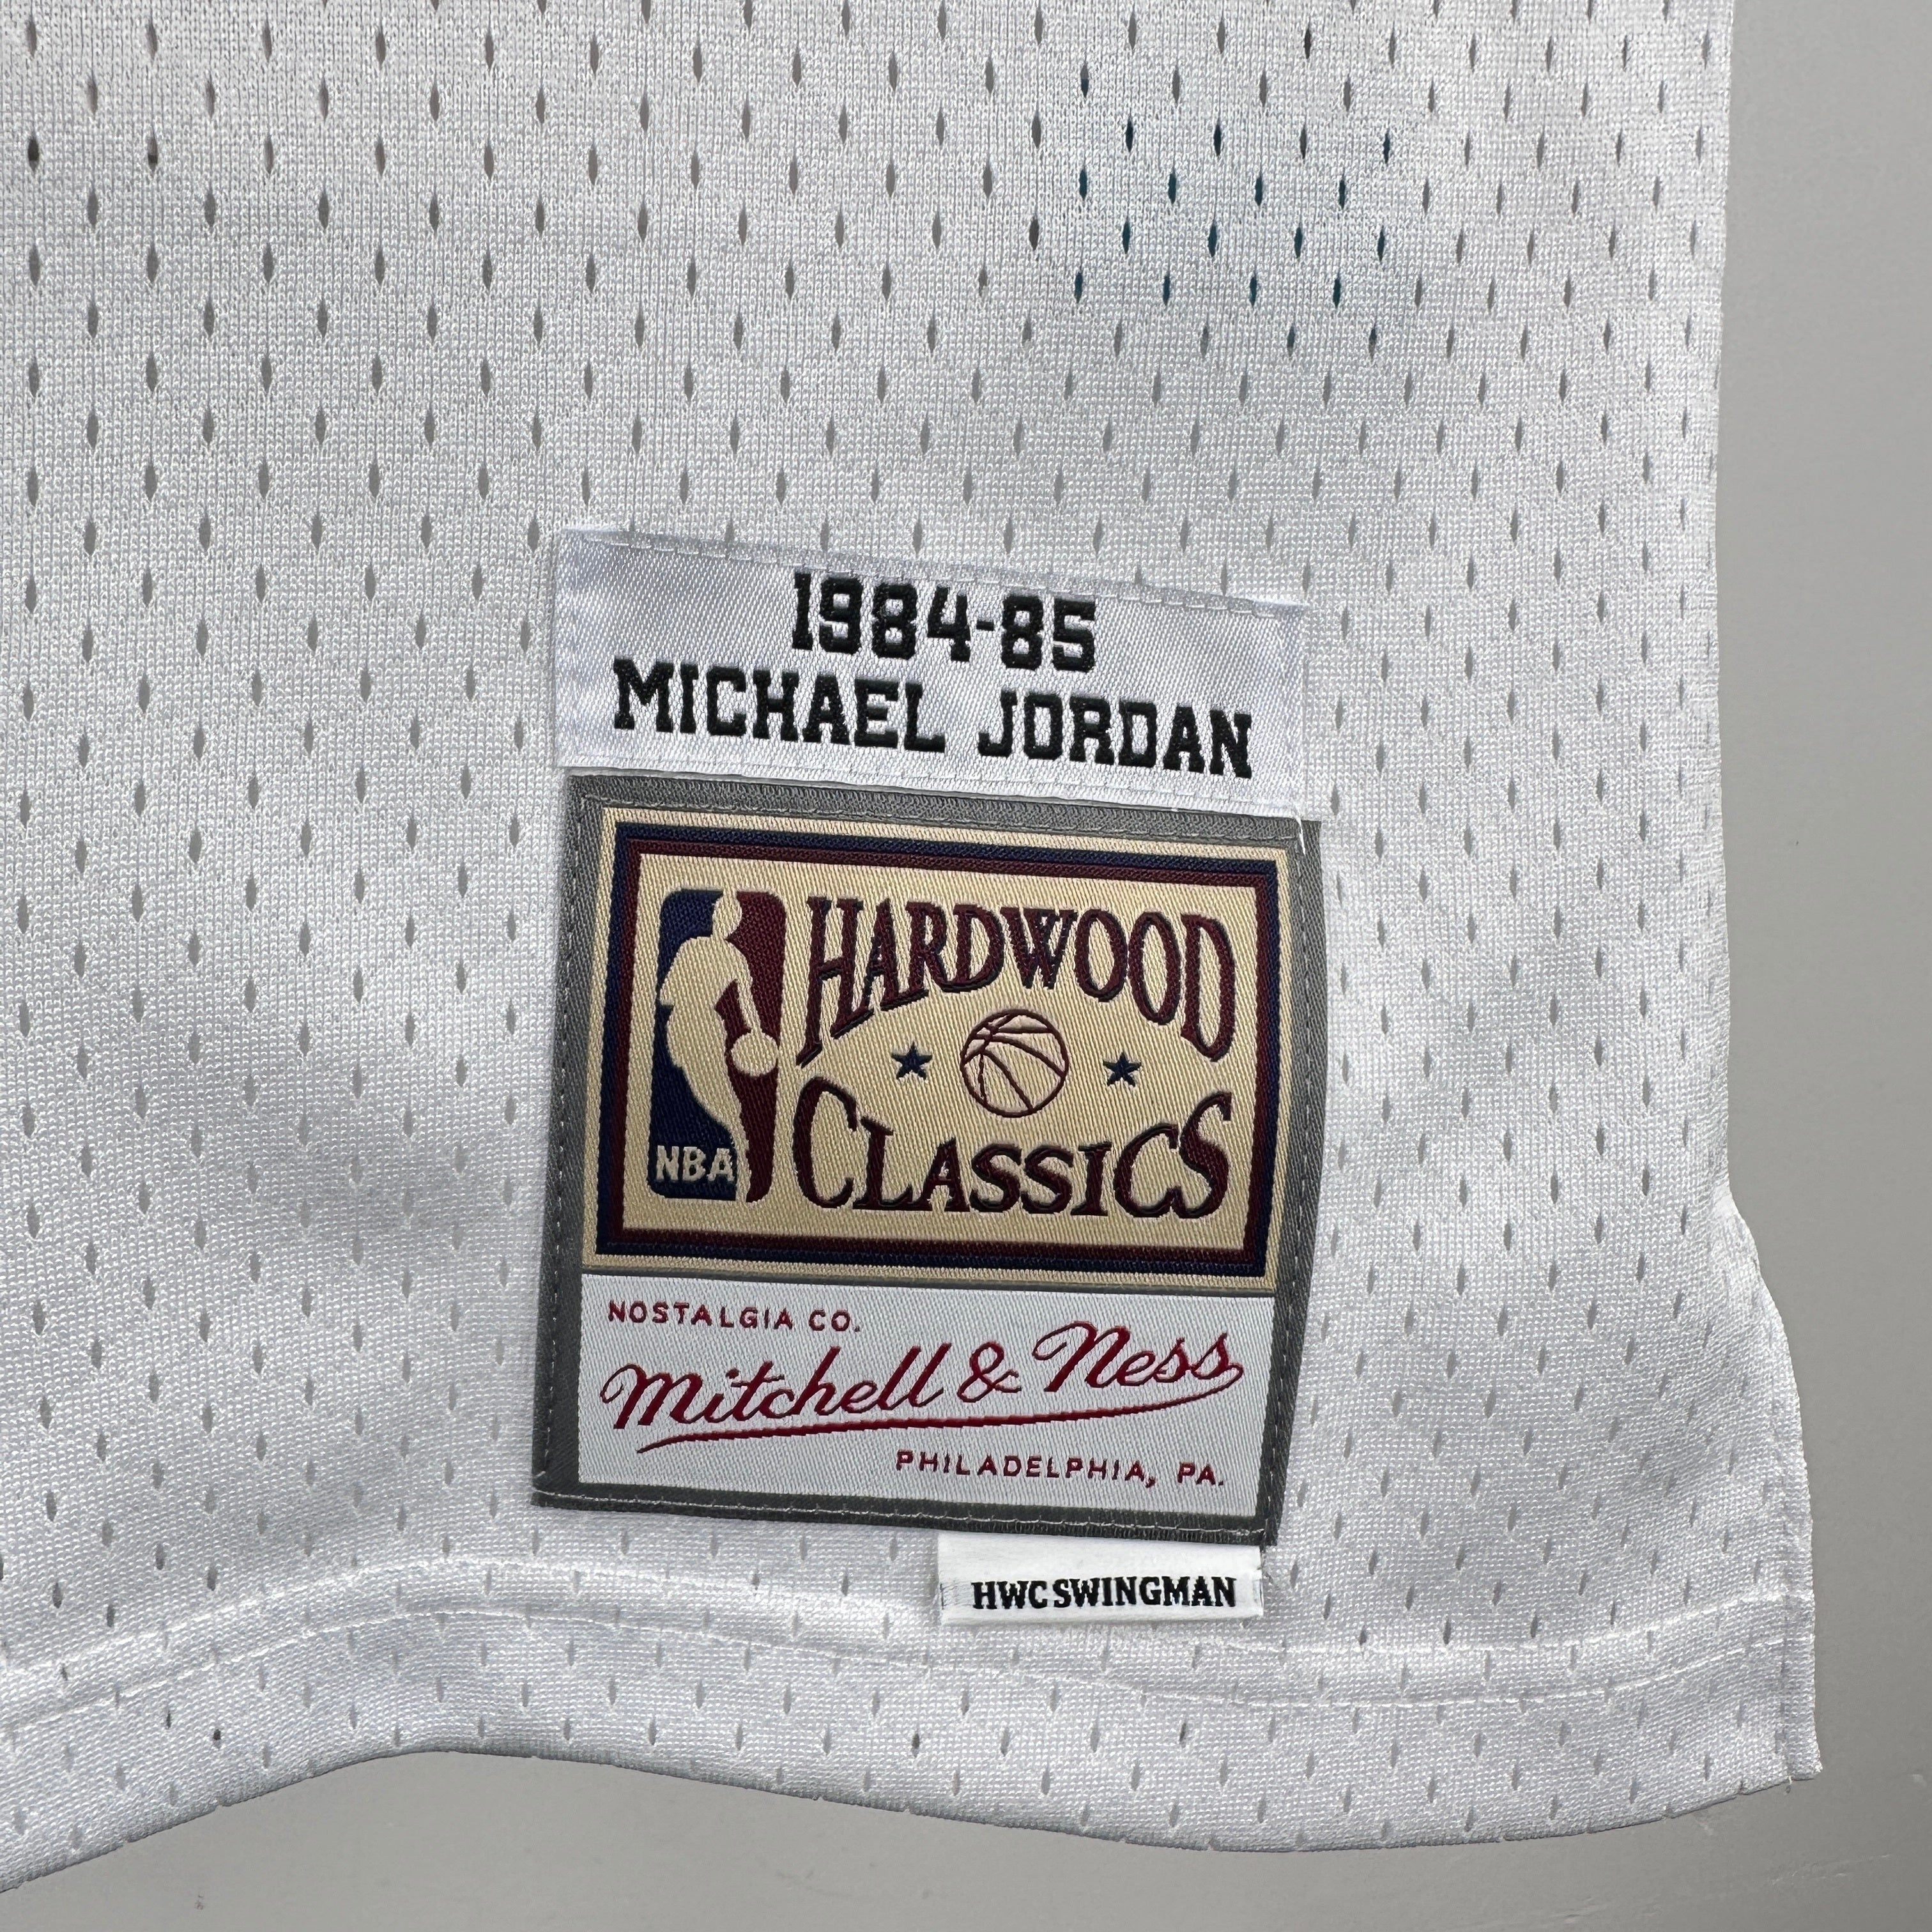 1984-85
MICHAEL JORDAN
HARDWOOD
CLASSICS
NBA
NOSTALGIA CO.
Mitchell & Ness
PHILADELPHIA, PA.
HWC SWINGMAN